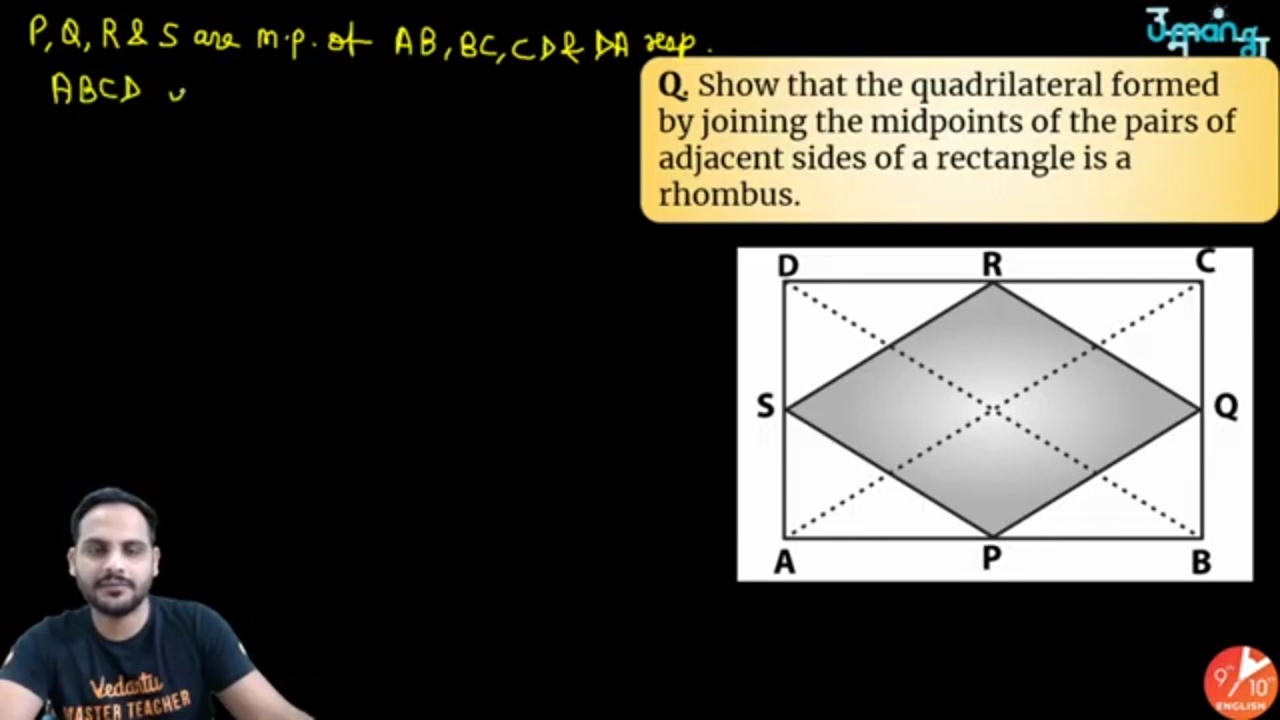 P, Q, R & S are m.p. of AB, BC, CD & DA resp.
ABCD
Q. Show that the quadrilateral formed
by joining the midpoints of the pairs of
adjacent sides of a rectangle is a
rhombus.
D R C
S Q
A P B
Vedantu
MASTER TEACHER
9th 10th
ENGLISH